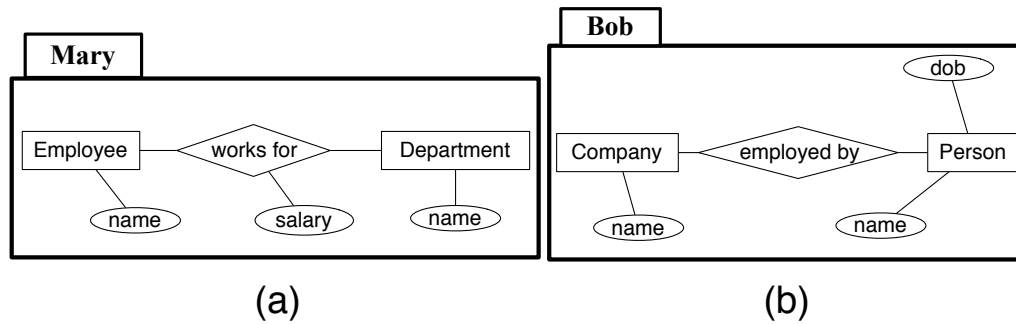 Mary
Employee
works for
Department
name
salary
name
(a)
Bob
dob
Company
employed by
Person
name
name
(b)